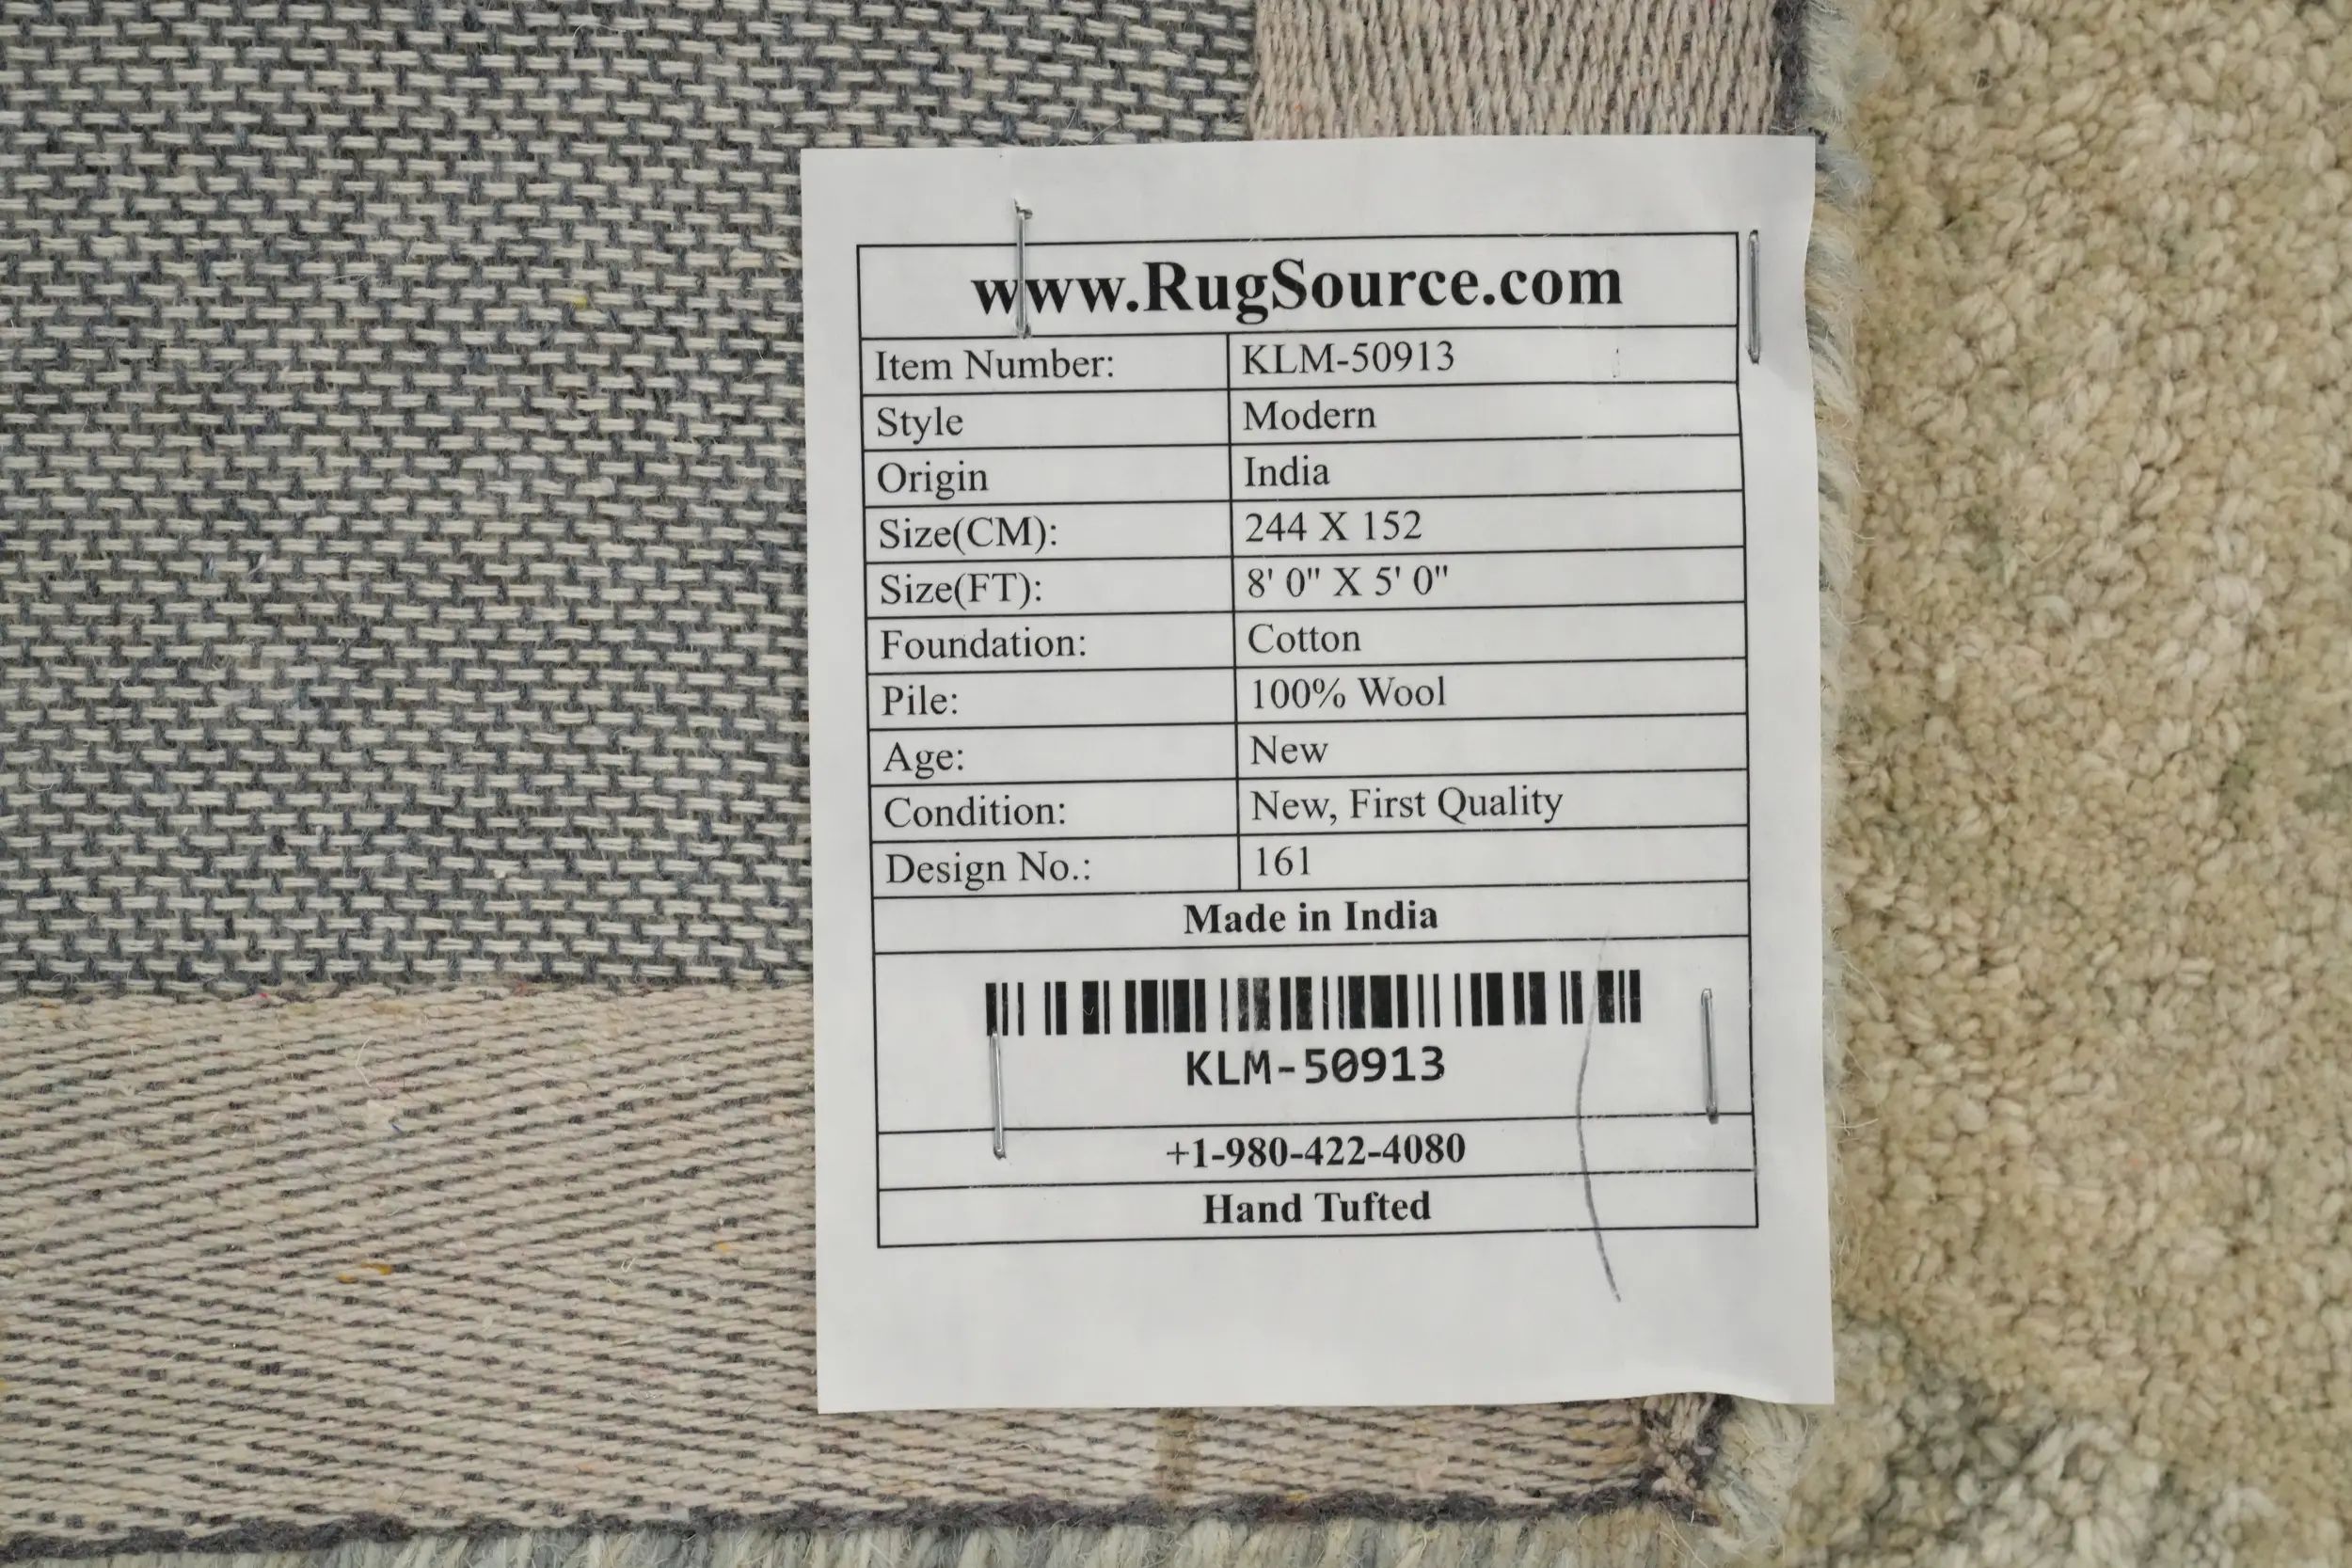 www.RugSource.com
Item Number: KLM-50913
Style Modern
Origin India
Size(CM): 244 X 152
Size(FT): 8' 0" X 5' 0"
Foundation: Cotton
Pile: 100% Wool
Age: New
Condition: New, First Quality
Design No.: 161
Made in India
KLM-50913
+1-980-422-4080
Hand Tufted